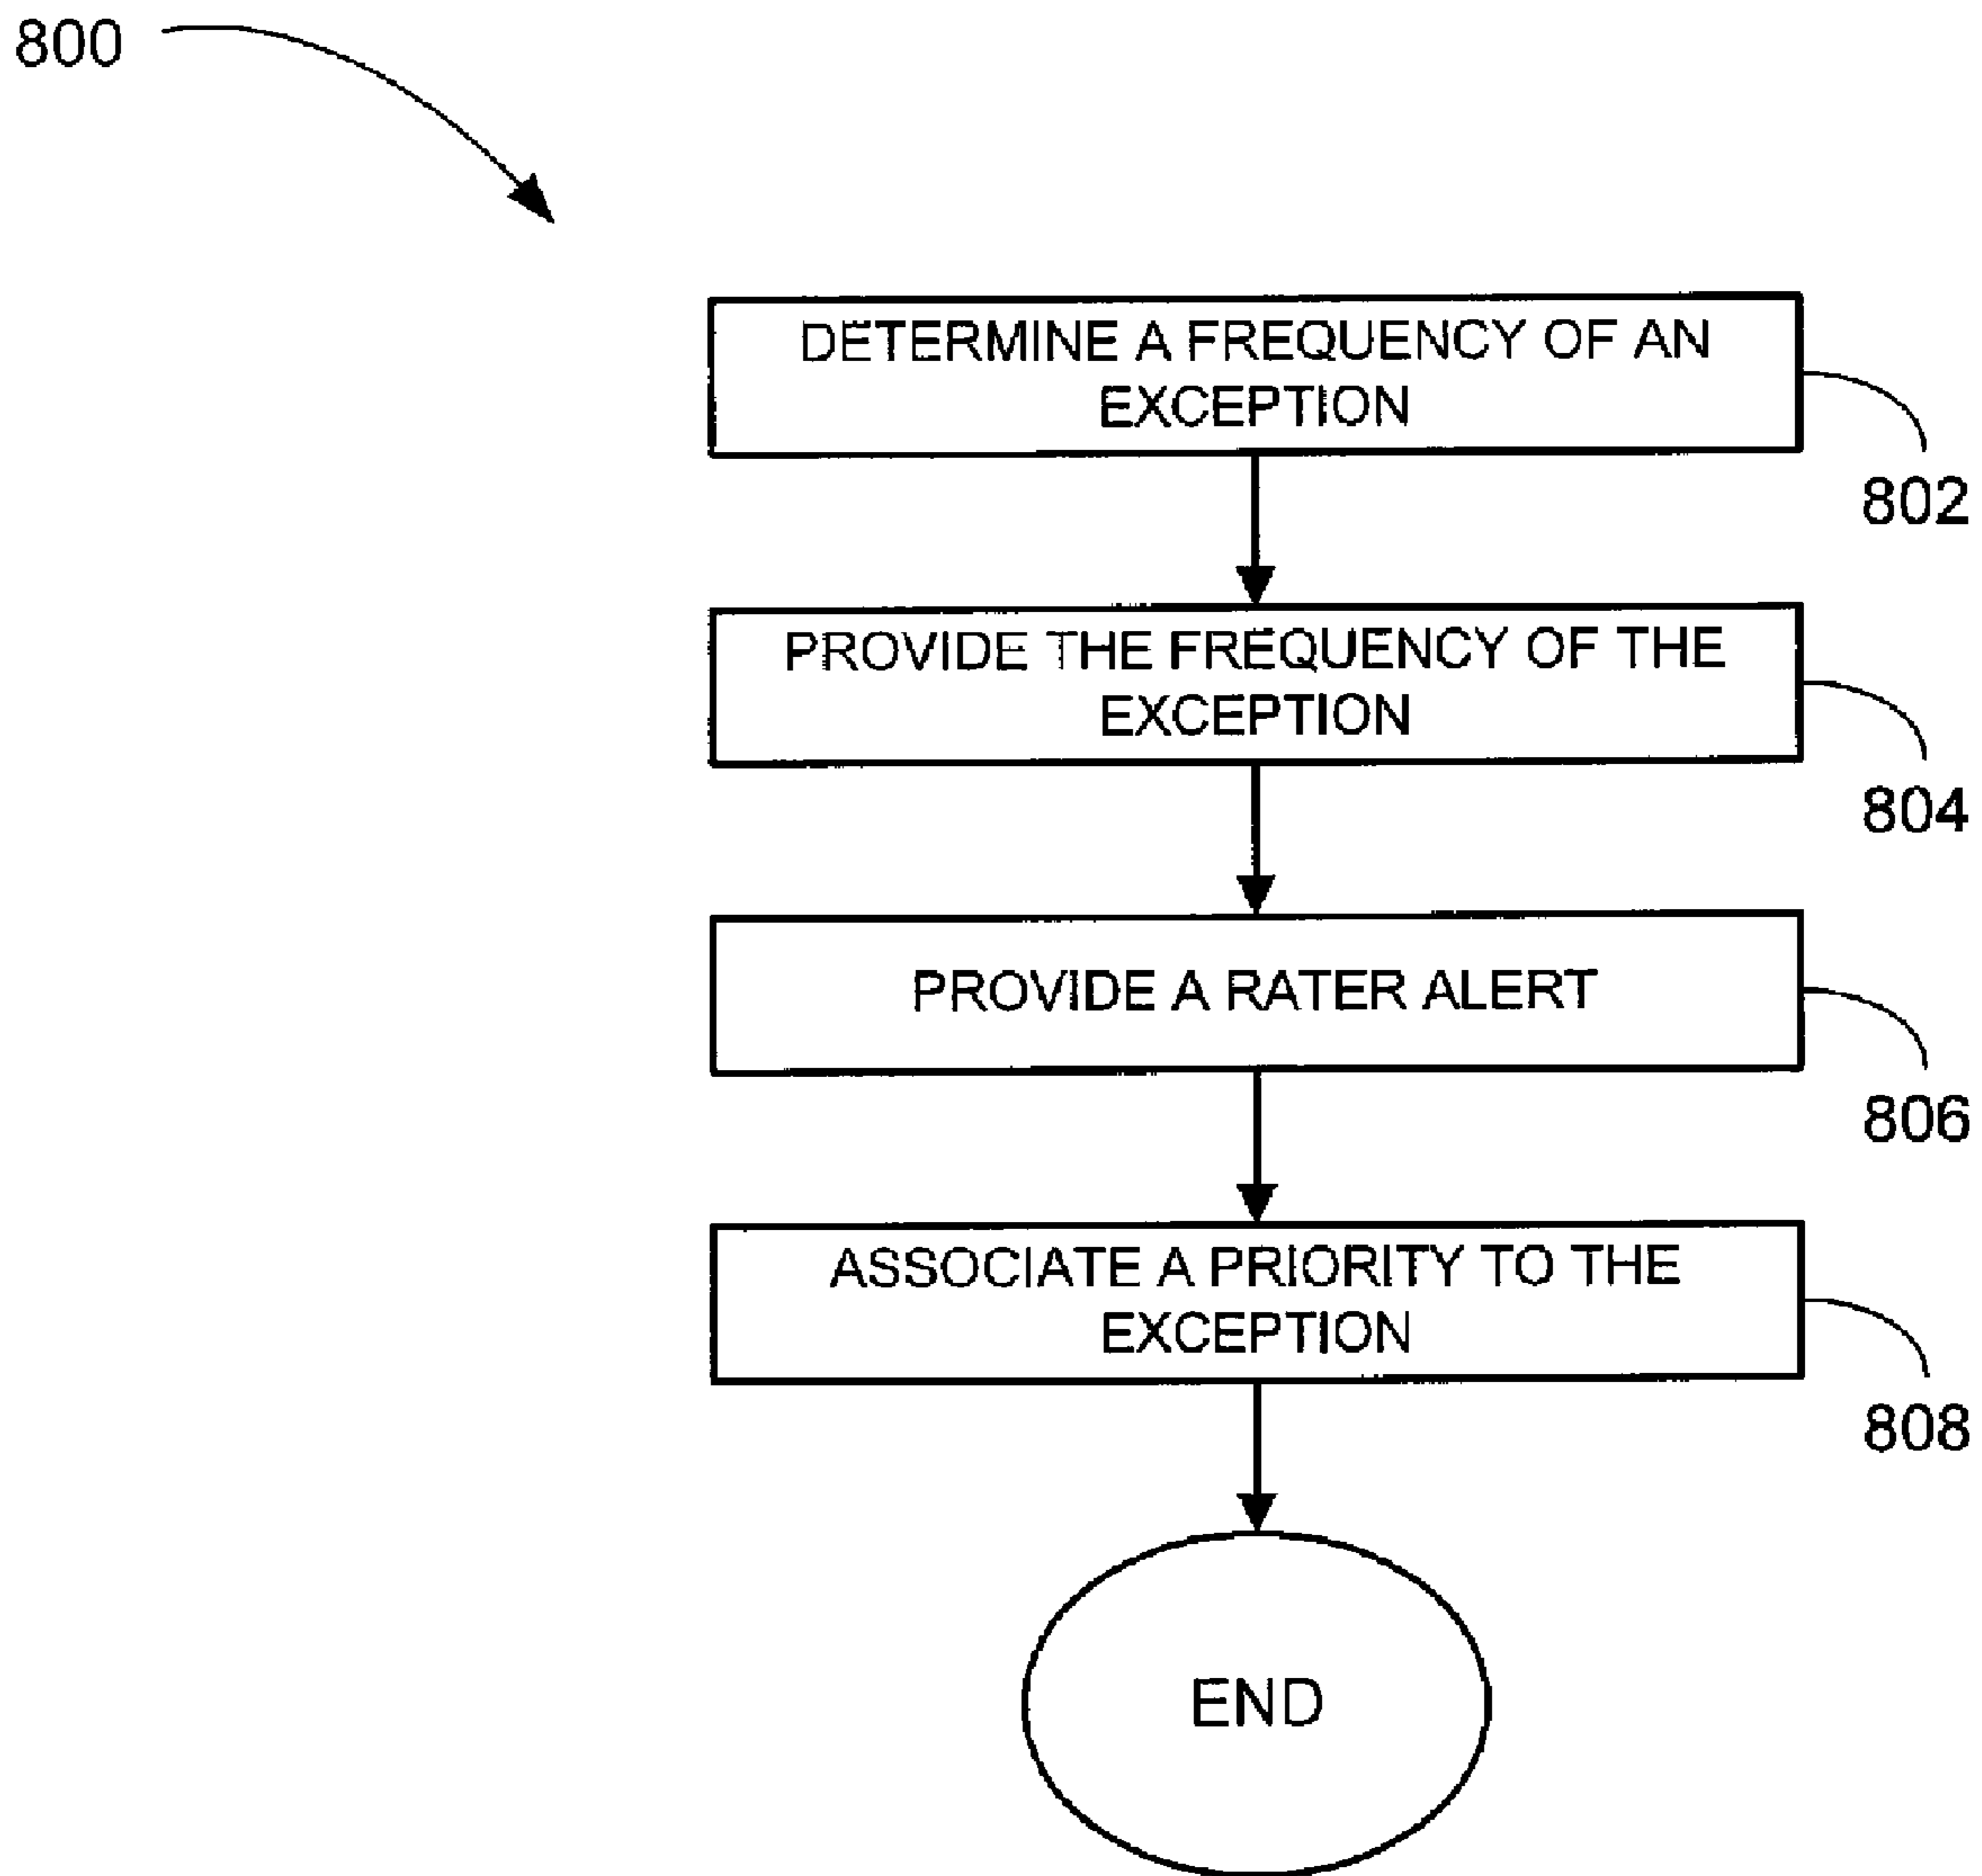 800
DETERMINE A FREQUENCY OF AN
EXCEPTION
802
PROVIDE THE FREQUENCY OF THE
EXCEPTION
804
PROVIDE A RATER ALERT
806
ASSOCIATE A PRIORITY TO THE
EXCEPTION
808
END